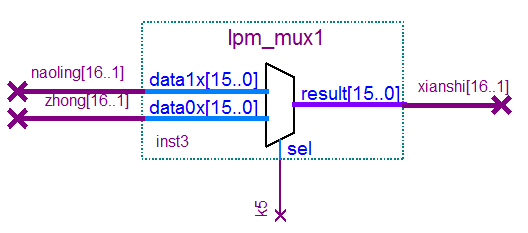 lpm_mux1
naoling[16..1]
data1x[15..0]
zhong[16..1]
data0x[15..0]
result[15..0]
xianshi[16..1]
inst3
sel
k5